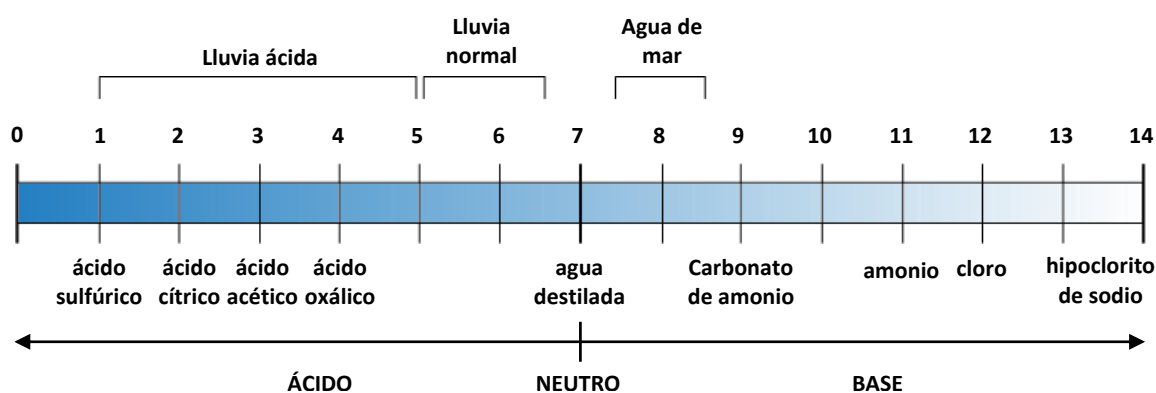 Lluvia ácida
Lluvia
normal
Agua de
mar
0 1 2 3 4 5 6 7 8 9 10 11 12 13 14
ácido
sulfúrico
ácido
cítrico
ácido
acético
ácido
oxálico
agua
destilada
Carbonato
de amonio
amonio
cloro
hipoclorito
de sodio
ÁCIDO NEUTRO BASE